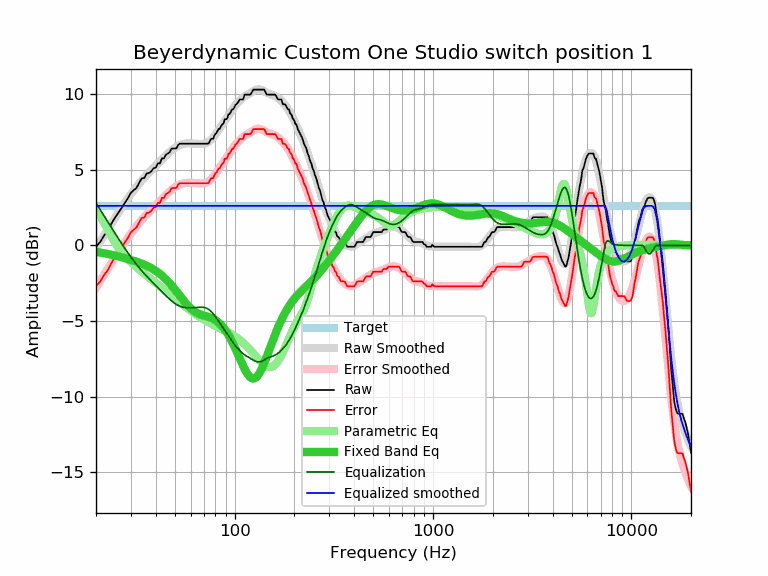 Beyerdynamic Custom One Studio switch position 1
10
5
0
−5
−10
−15
Amplitude (dBr)
Target
Raw Smoothed
Error Smoothed
Raw
Error
Parametric Eq
Fixed Band Eq
Equalization
Equalized smoothed
100
1000
10000
Frequency (Hz)